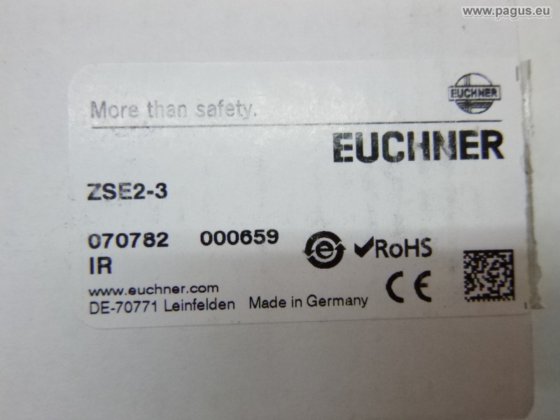 www.pagus.eu
EUCHNER
More than safety.
EUCHNER
ZSE2-3
070782 000659
IR
e
RoHS
CE
www.euchner.com
DE-70771 Leinfelden Made in Germany